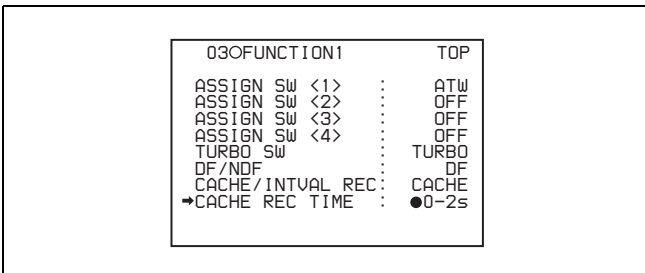 03○FUNCTION1 TOP
ASSIGN SW <1> : ATW
ASSIGN SW <2> : OFF
ASSIGN SW <3> : OFF
ASSIGN SW <4> : OFF
TURBO SW : TURBO
DF/NDF : DF
CACHE/INTVAL REC: CACHE
➡CACHE REC TIME : ●0-2s